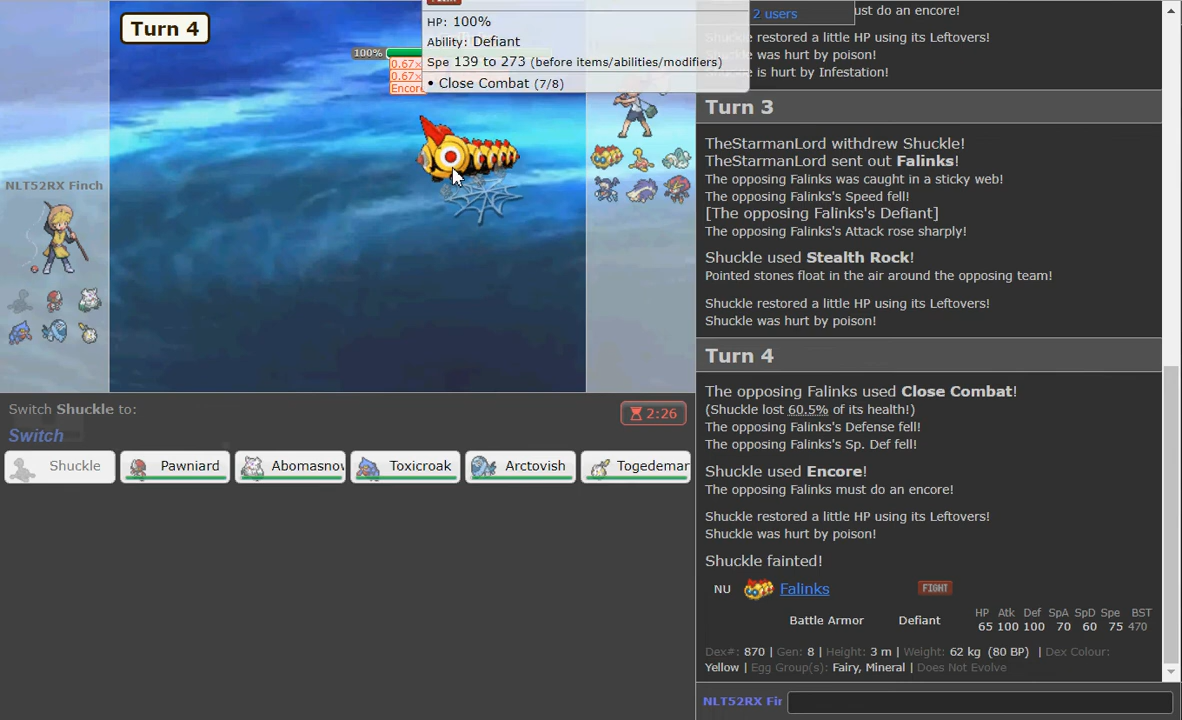 Turn 4
HP: 100%
Ability: Defiant
Spe 139 to 273 (before items/abilities/modifiers)
• Close Combat (7/8)
100%
0.67×
0.67×
Encore
NLT52RX Finch
2 users
ust do an encore!
Shuckle restored a little HP using its Leftovers!
Shuckle was hurt by poison!
is hurt by Infestation!
Turn 3
TheStarmanLord withdrew Shuckle!
TheStarmanLord sent out Falinks!
The opposing Falinks was caught in a sticky web!
The opposing Falinks's Speed fell!
[The opposing Falinks's Defiant]
The opposing Falinks's Attack rose sharply!
Shuckle used Stealth Rock!
Pointed stones float in the air around the opposing team!
Shuckle restored a little HP using its Leftovers!
Shuckle was hurt by poison!
Turn 4
The opposing Falinks used Close Combat!
(Shuckle lost 60.5% of its health!)
The opposing Falinks's Defense fell!
The opposing Falinks's Sp. Def fell!
Shuckle used Encore!
The opposing Falinks must do an encore!
Shuckle restored a little HP using its Leftovers!
Shuckle was hurt by poison!
Shuckle fainted!
NU Falinks FIGHT
Battle Armor Defiant
HP Atk Def SpA SpD Spe BST
65 100 100 70 60 75 470
Dex#: 870 | Gen: 8 | Height: 3 m | Weight: 62 kg (80 BP) | Dex Colour:
Yellow | Egg Group(s): Fairy, Mineral | Does Not Evolve
NLT52RX Fir
Switch Shuckle to:
2:26
Switch
Shuckle
Pawniard
Abomasnow
Toxicroak
Arctovish
Togedemar